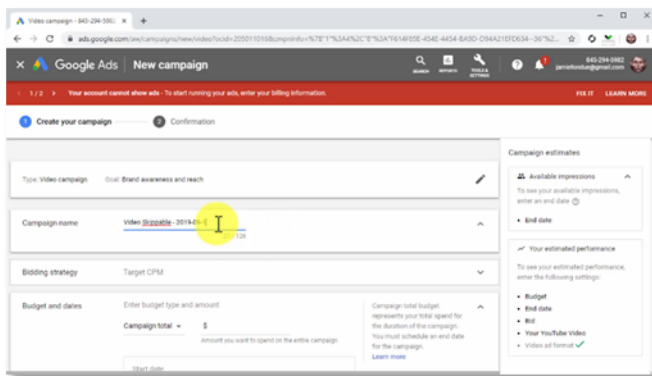 Video campaign - 845-294-5982
ads.google.com/aw/campaigns/new/video?ocid=
Google Ads | New campaign
SEARCH REPORTS TOOLS & SETTINGS
845-294-5982
1 / 2 Your account cannot show ads - To start running your ads, enter your billing information. FIX IT LEARN MORE
1 Create your campaign 2 Confirmation
Campaign estimates
Type: Video campaign Goal: Brand awareness and reach
Available impressions
To see your available impressions,
enter an end date
• End date
Campaign name Video Skippable - 2019-
/ 128
Your estimated performance
To see your estimated performance,
enter the following settings:
• Budget
• End date
• Bid
• Your YouTube Video
• Video ad format
Bidding strategy Target CPM
Budget and dates Enter budget type and amount
Campaign total $
Amount you want to spend on the entire campaign
Campaign total budget
represents your total spend for
the duration of the campaign.
You must schedule an end date
for the campaign.
Learn more
Start date